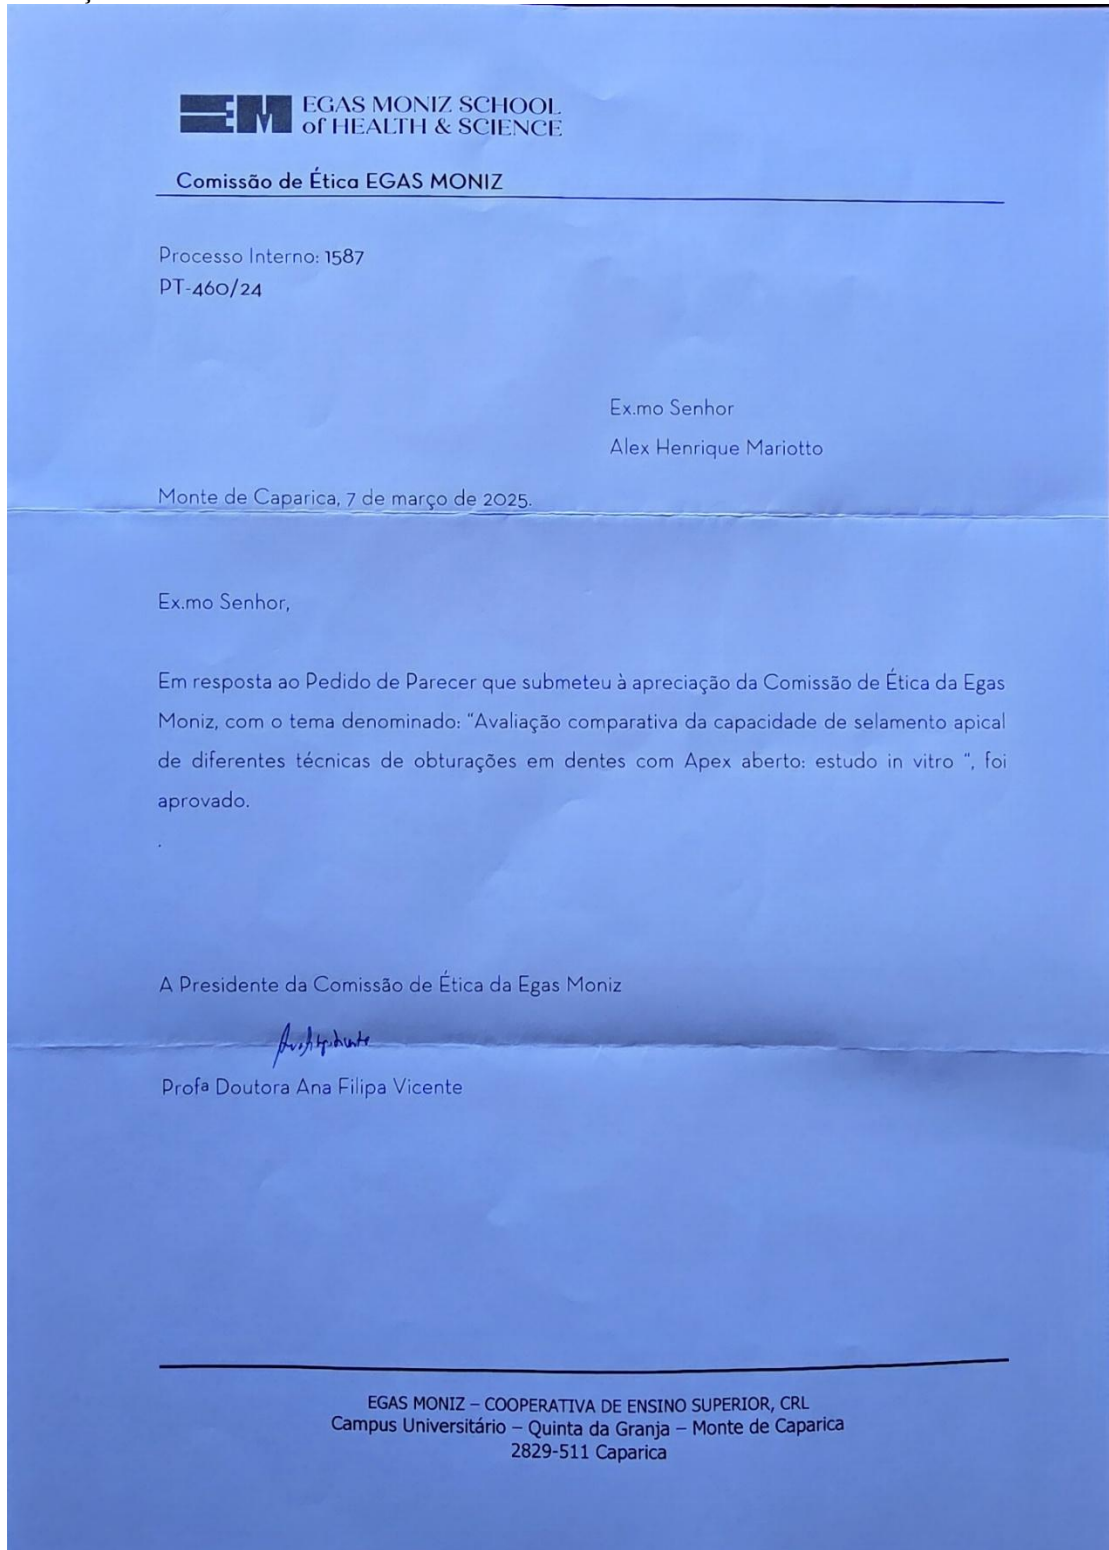 EM EGAS MONIZ SCHOOL
of HEALTH & SCIENCE
Comissão de Ética EGAS MONIZ
Processo Interno: 1587
PT-460/24
Ex.mo Senhor
Alex Henrique Mariotto
Monte de Caparica, 7 de março de 2025.
Ex.mo Senhor,
Em resposta ao Pedido de Parecer que submeteu à apreciação da Comissão de Ética da Egas
Moniz, com o tema denominado: “Avaliação comparativa da capacidade de selamento apical
de diferentes técnicas de obturações em dentes com Apex aberto: estudo in vitro “, foi
aprovado.
.
A Presidente da Comissão de Ética da Egas Moniz
Profª Doutora Ana Filipa Vicente
EGAS MONIZ – COOPERATIVA DE ENSINO SUPERIOR, CRL
Campus Universitário – Quinta da Granja – Monte de Caparica
2829-511 Caparica